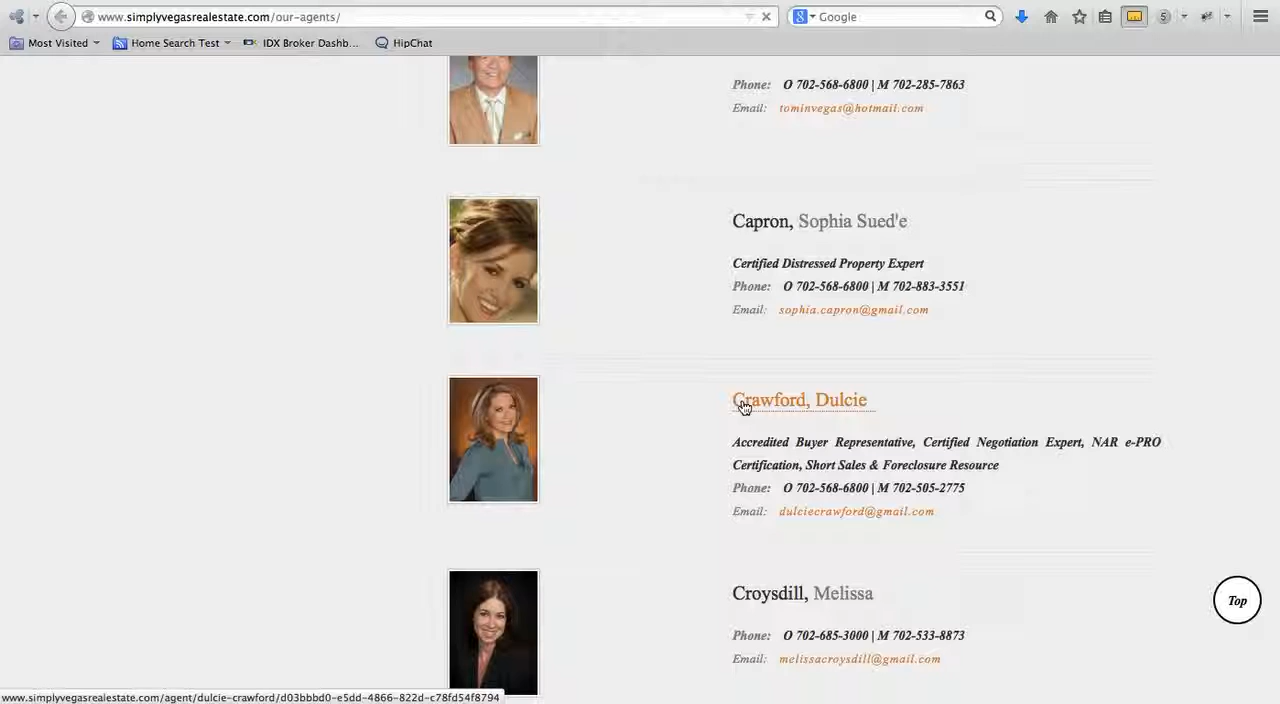 www.simplyvegasrealestate.com/our-agents/
Google
S
Most Visited
Home Search Test
IDX Broker Dashb...
HipChat
Phone: O 702-568-6800 | M 702-285-7863
Email: tominvegas@hotmail.com
Capron, Sophia Sued'e
Certified Distressed Property Expert
Phone: O 702-568-6800 | M 702-883-3551
Email: sophia.capron@gmail.com
Crawford, Dulcie
Accredited Buyer Representative, Certified Negotiation Expert, NAR e-PRO
Certification, Short Sales & Foreclosure Resource
Phone: O 702-568-6800 | M 702-505-2775
Email: dulciecrawford@gmail.com
Croysdill, Melissa
Phone: O 702-685-3000 | M 702-533-8873
Email: melissacroysdill@gmail.com
Top
www.simplyvegasrealestate.com/agent/dulcie-crawford/d03bbbd0-e5dd-4866-822d-c78fd54f8794